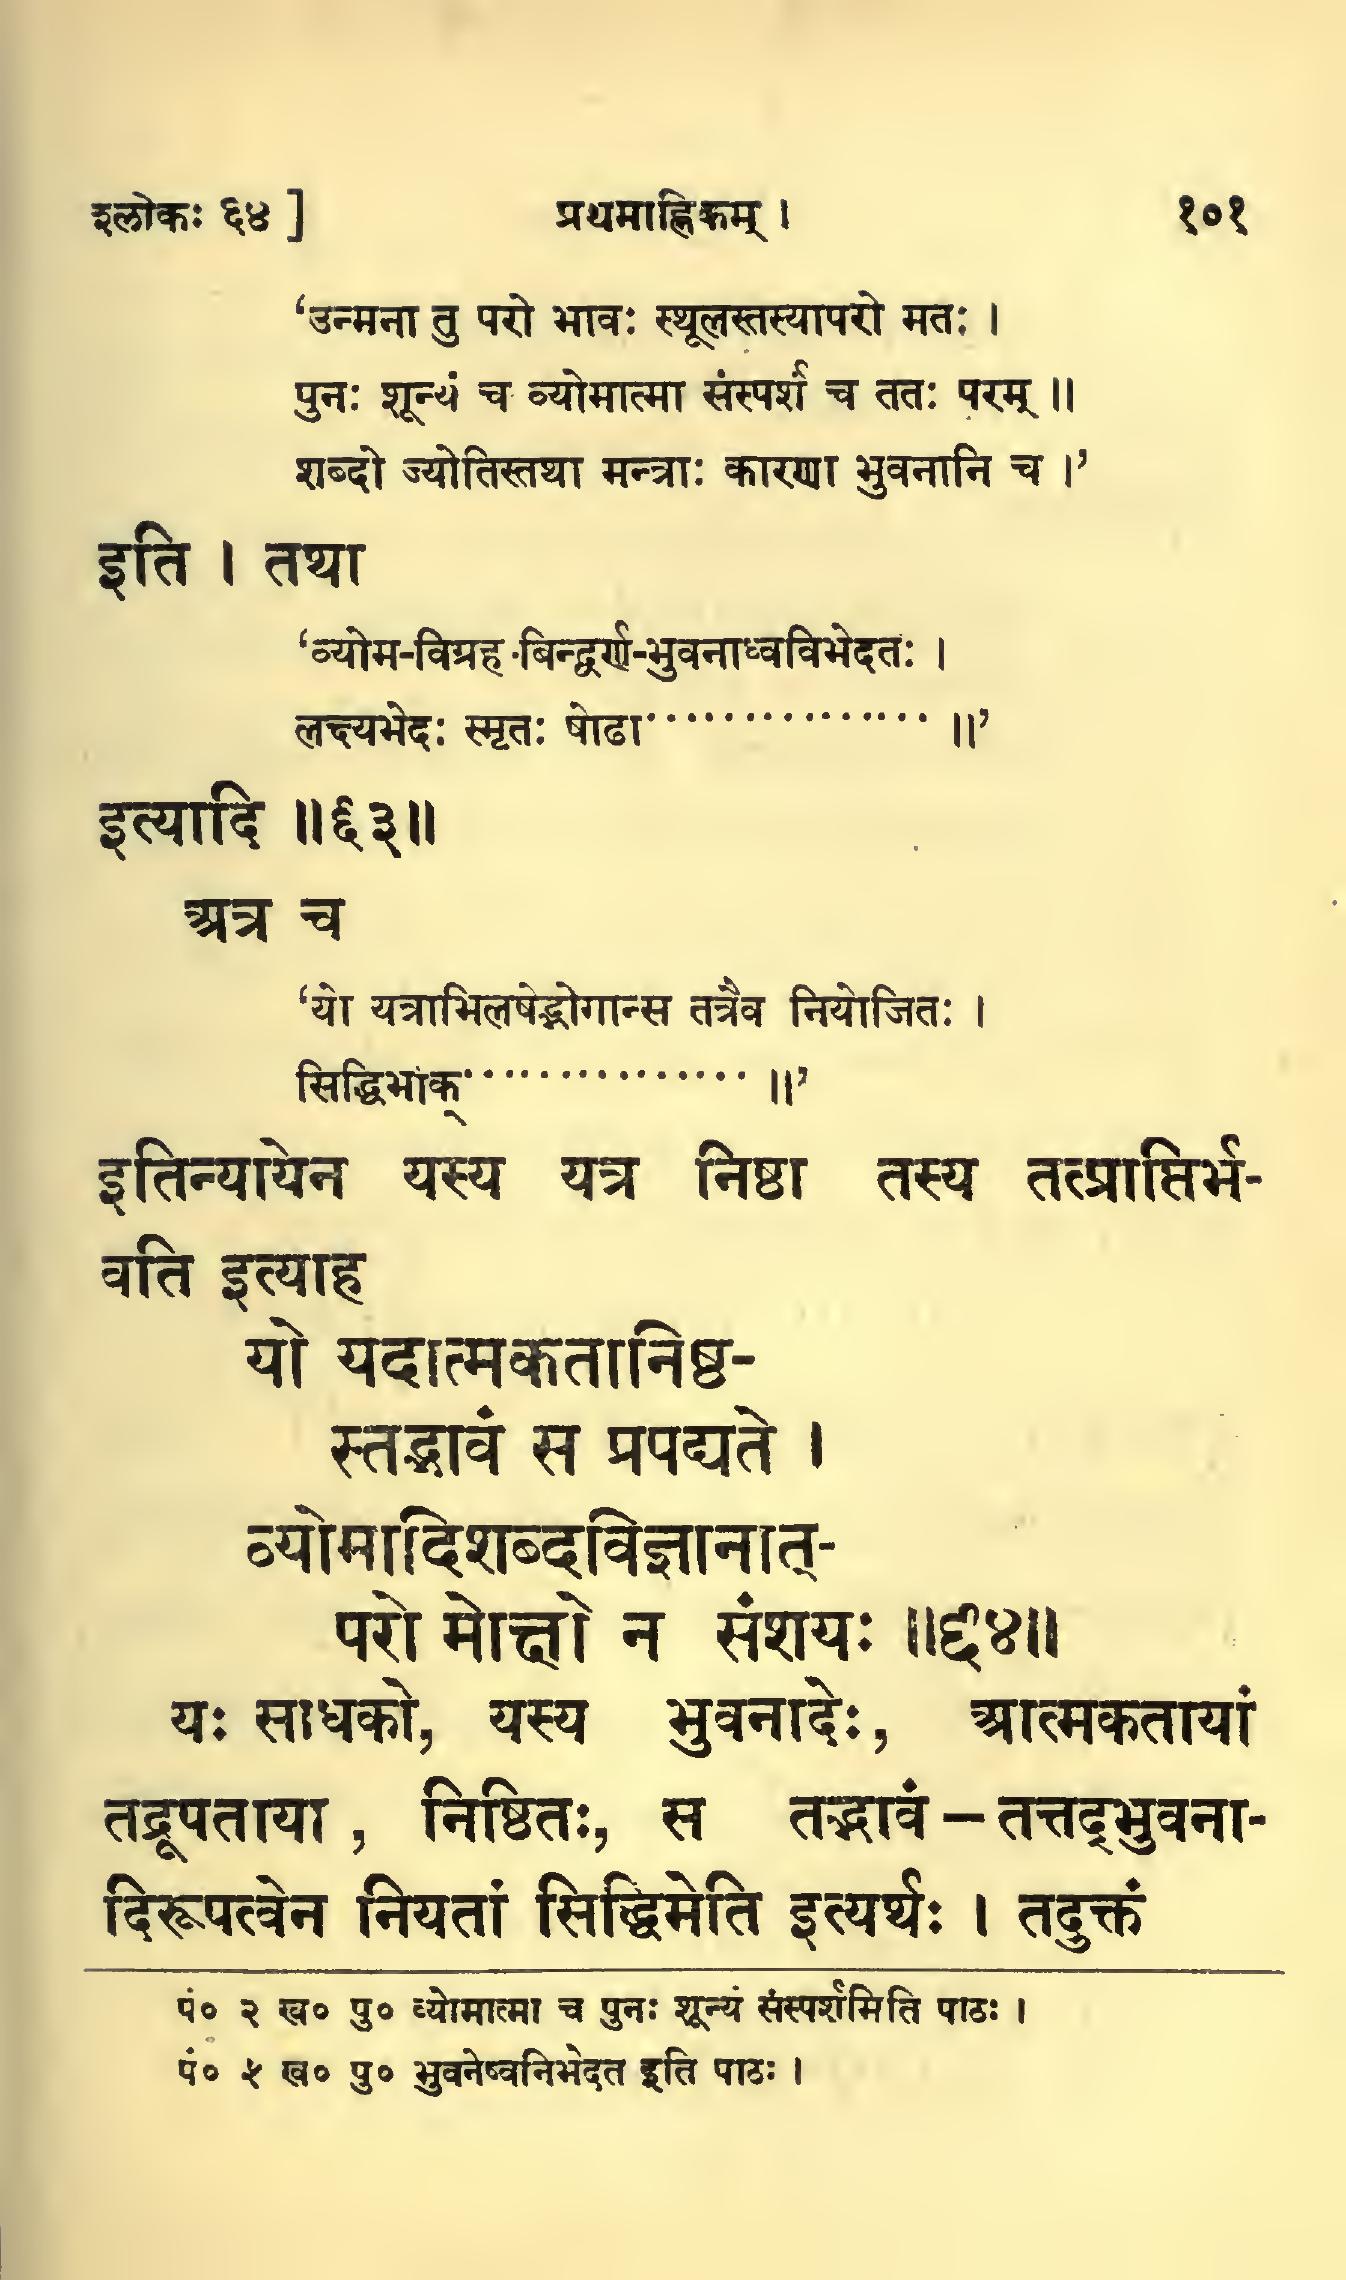 श्लोकः ६४ ] प्रथमाह्निकम् । १०१
‘उन्मना तु परो भावः स्थूलस्तस्यापरो मतः ।
पुनः शून्यं च व्योमात्मा संस्पर्शं च ततः परम् ॥
शब्दो ज्योतिस्तथा मन्त्राः कारणा भुवनानि च ।’
इति । तथा
‘व्योम-विग्रह-बिन्द्वर्ण-भुवनाध्वविभेदतः ।
लक्ष्यभेदः स्मृतः षोढा··············· ॥’
इत्यादि ॥६३॥
अत्र च
‘यो यत्राभिलषेद्भोगान्स तत्रैव नियोजितः ।
सिद्धिभाक्··············· ॥’
इतिन्यायेन यस्य यत्र निष्ठा तस्य तत्प्राप्तिर्भ-
वति इत्याह
यो यदात्मकतानिष्ठ-
स्तद्भावं स प्रपद्यते ।
व्योमादिशब्दविज्ञानात्-
परो मोक्षो न संशयः ॥६४॥
यः साधको, यस्य भुवनादेः, आत्मकतायां
तद्रूपताया , निष्ठितः, स तद्भावं – तत्तद्भुवना-
दिरूपत्वेन नियतां सिद्धिमेति इत्यर्थः । तदुक्तं
पं० २ ख० पु० व्योमात्मा च पुनः शून्यं संस्पर्शमिति पाठः ।
पं० ५ ख० पु० भुवनेष्वनिभेदत इति पाठः ।